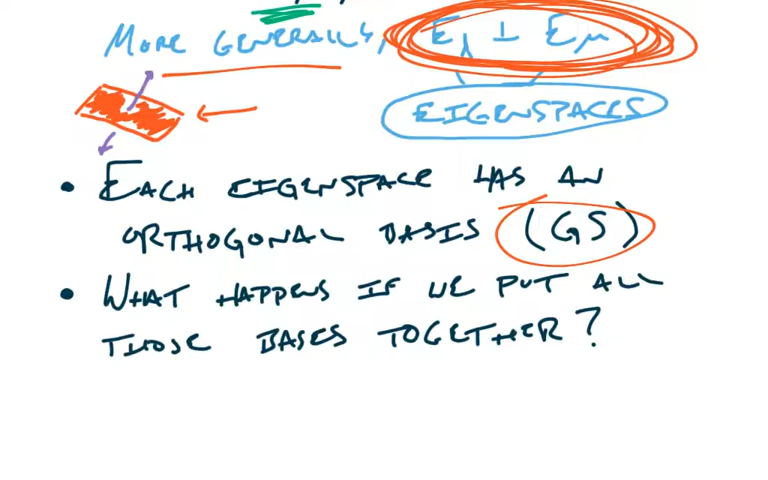 MORE GENERALLY, Eλ ⊥ Eμ
EIGENSPACES
• EACH EIGENSPACE HAS AN
ORTHOGONAL BASIS (GS)
• WHAT HAPPENS IF WE PUT ALL
THOSE BASES TOGETHER?